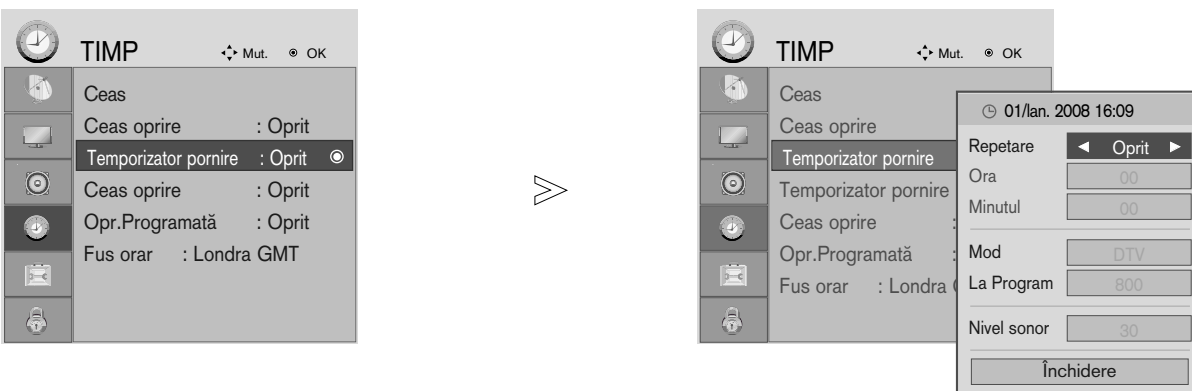 TIMP Mut. OK
Ceas
Ceas oprire : Oprit
Temporizator pornire : Oprit
Ceas oprire : Oprit
Opr.Programată : Oprit
Fus orar : Londra GMT
TIMP Mut. OK
Ceas
Ceas oprire
Temporizator pornire
Temporizator pornire
Ceas oprire :
Opr.Programată :
Fus orar : Londra
01/Ian. 2008 16:09
Repetare ◄ Oprit ►
Ora 00
Minutul 00
Mod DTV
La Program 800
Nivel sonor 30
Închidere